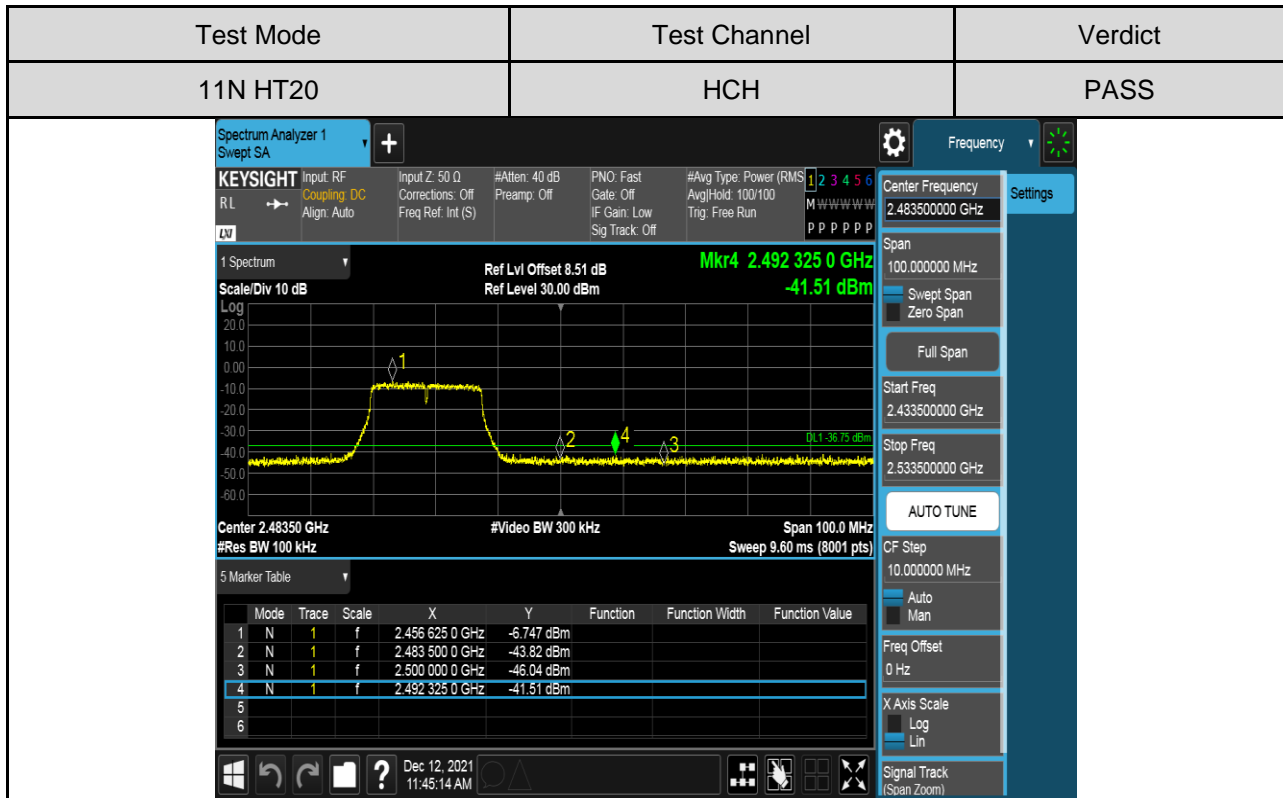 Test Mode Test Channel Verdict
11N HT20 HCH PASS
Spectrum Analyzer 1
Swept SA
+
Frequency
KEYSIGHT Input: RF Input Z: 50 Ω #Atten: 40 dB PNO: Fast #Avg Type: Power (RMS 1 2 3 4 5 6
RL Coupling: DC Corrections: Off Preamp: Off Gate: Off Avg|Hold: 100/100 M W W W W W
Align: Auto Freq Ref: Int (S) IF Gain: Low Trig: Free Run
LXI Sig Track: Off P P P P P P
Center Frequency
2.483500000 GHz
Settings
1 Spectrum
Ref Lvl Offset 8.51 dB Mkr4 2.492 325 0 GHz
Scale/Div 10 dB Ref Level 30.00 dBm -41.51 dBm
Log
20.0
10.0
0.00
-10.0
-20.0
-30.0
-40.0
-50.0
-60.0
1
2
4
3
DL1 -36.75 dBm
Center 2.48350 GHz #Video BW 300 kHz Span 100.0 MHz
#Res BW 100 kHz Sweep 9.60 ms (8001 pts)
Span
100.000000 MHz
Swept Span
Zero Span
Full Span
Start Freq
2.433500000 GHz
Stop Freq
2.533500000 GHz
AUTO TUNE
CF Step
10.000000 MHz
Auto
Man
Freq Offset
0 Hz
X Axis Scale
Log
Lin
Signal Track
(Span Zoom)
5 Marker Table
Mode Trace Scale X Y Function Function Width Function Value
1 N 1 f 2.456 625 0 GHz -6.747 dBm
2 N 1 f 2.483 500 0 GHz -43.82 dBm
3 N 1 f 2.500 000 0 GHz -46.04 dBm
4 N 1 f 2.492 325 0 GHz -41.51 dBm
5
6
? Dec 12, 2021
11:45:14 AM